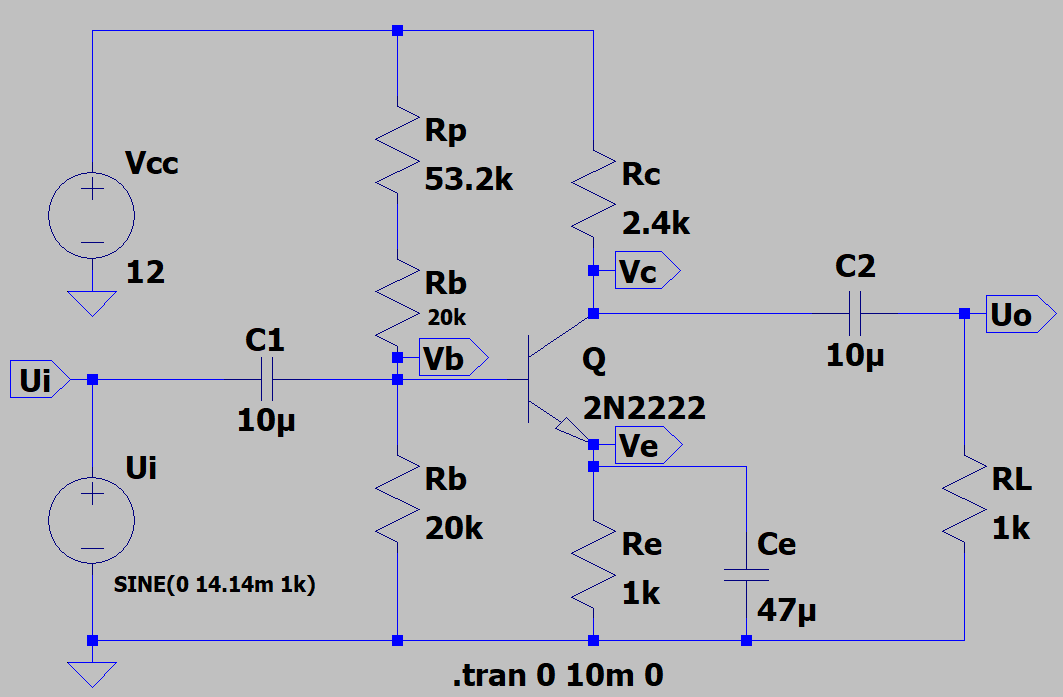 Vcc
12
Rp
53.2k
Rc
2.4k
Vc
Rb
20k
Vb
C1
10µ
Ui
Q
2N2222
Ve
C2
10µ
Uo
Ui
SINE(0 14.14m 1k)
Rb
20k
Re
1k
Ce
47µ
RL
1k
.tran 0 10m 0